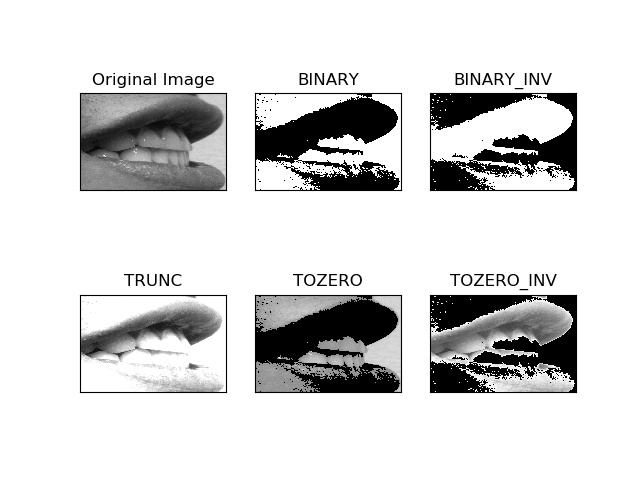 Original Image
BINARY
BINARY_INV
TRUNC
TOZERO
TOZERO_INV